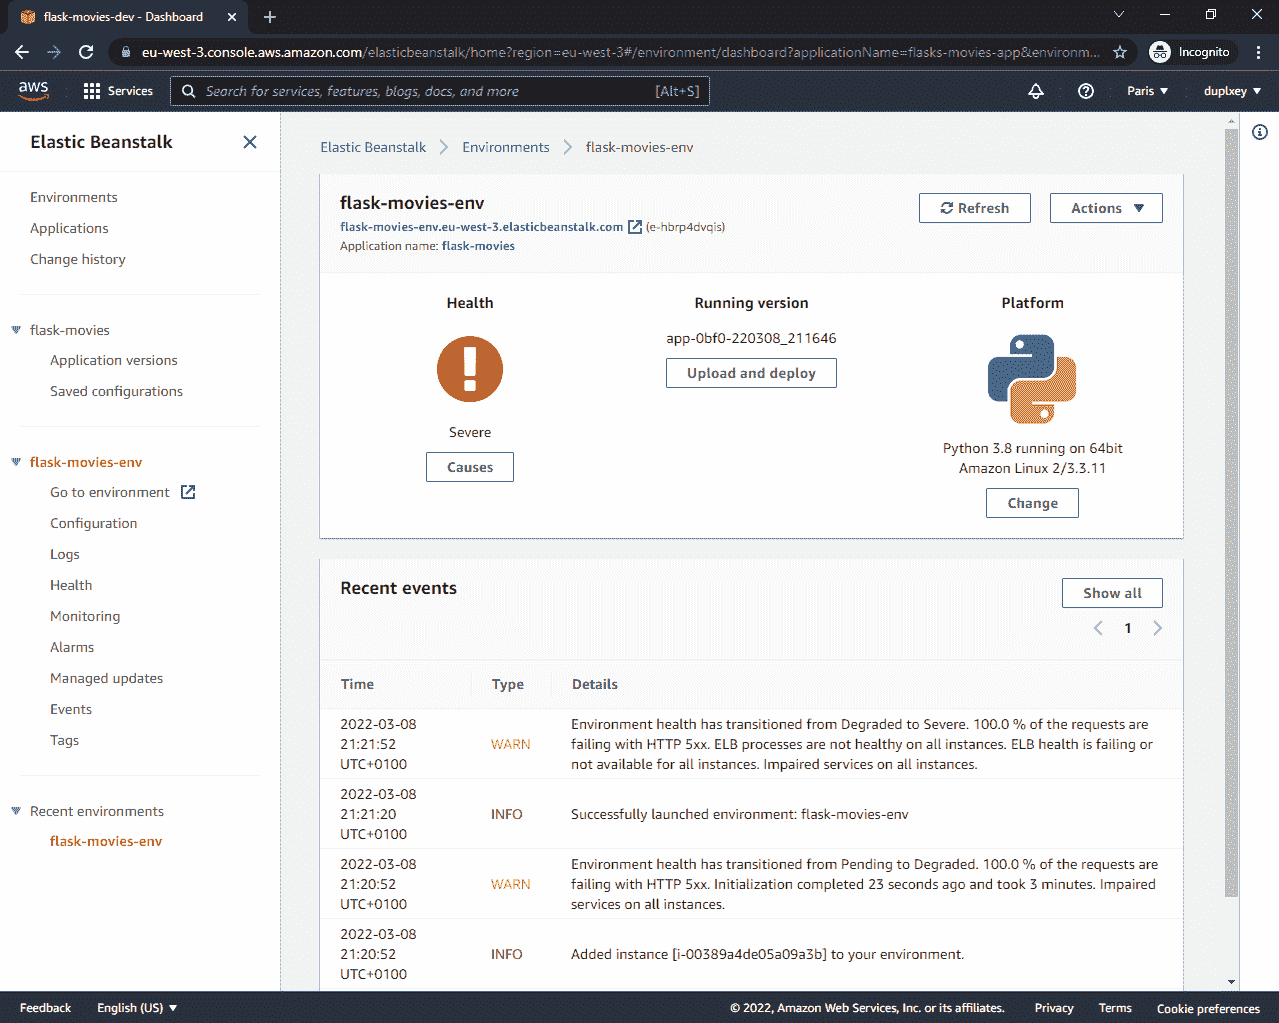 flask-movies-dev - Dashboard
eu-west-3.console.aws.amazon.com/elasticbeanstalk/home?region=eu-west-3#/environment/dashboard?applicationName=flasks-movies-app&environm...
Incognito
aws
Services
Search for services, features, blogs, docs, and more
[Alt+S]
Paris
duplxey
Elastic Beanstalk
Environments
Applications
Change history
flask-movies
Application versions
Saved configurations
flask-movies-env
Go to environment
Configuration
Logs
Health
Monitoring
Alarms
Managed updates
Events
Tags
Recent environments
flask-movies-env
Elastic Beanstalk > Environments > flask-movies-env
flask-movies-env
flask-movies-env.eu-west-3.elasticbeanstalk.com (e-hbrp4dvqis)
Application name: flask-movies
Refresh
Actions
Health
Severe
Causes
Running version
app-0bf0-220308_211646
Upload and deploy
Platform
Python 3.8 running on 64bit
Amazon Linux 2/3.3.11
Change
Recent events
Show all
1
Time Type Details
2022-03-08
21:21:52
UTC+0100
WARN
Environment health has transitioned from Degraded to Severe. 100.0 % of the requests are
failing with HTTP 5xx. ELB processes are not healthy on all instances. ELB health is failing or
not available for all instances. Impaired services on all instances.
2022-03-08
21:21:20
UTC+0100
INFO
Successfully launched environment: flask-movies-env
2022-03-08
21:20:52
UTC+0100
WARN
Environment health has transitioned from Pending to Degraded. 100.0 % of the requests are
failing with HTTP 5xx. Initialization completed 23 seconds ago and took 3 minutes. Impaired
services on all instances.
2022-03-08
21:20:52
UTC+0100
INFO
Added instance [i-00389a4de05a09a3b] to your environment.
Feedback
English (US)
© 2022, Amazon Web Services, Inc. or its affiliates.
Privacy
Terms
Cookie preferences